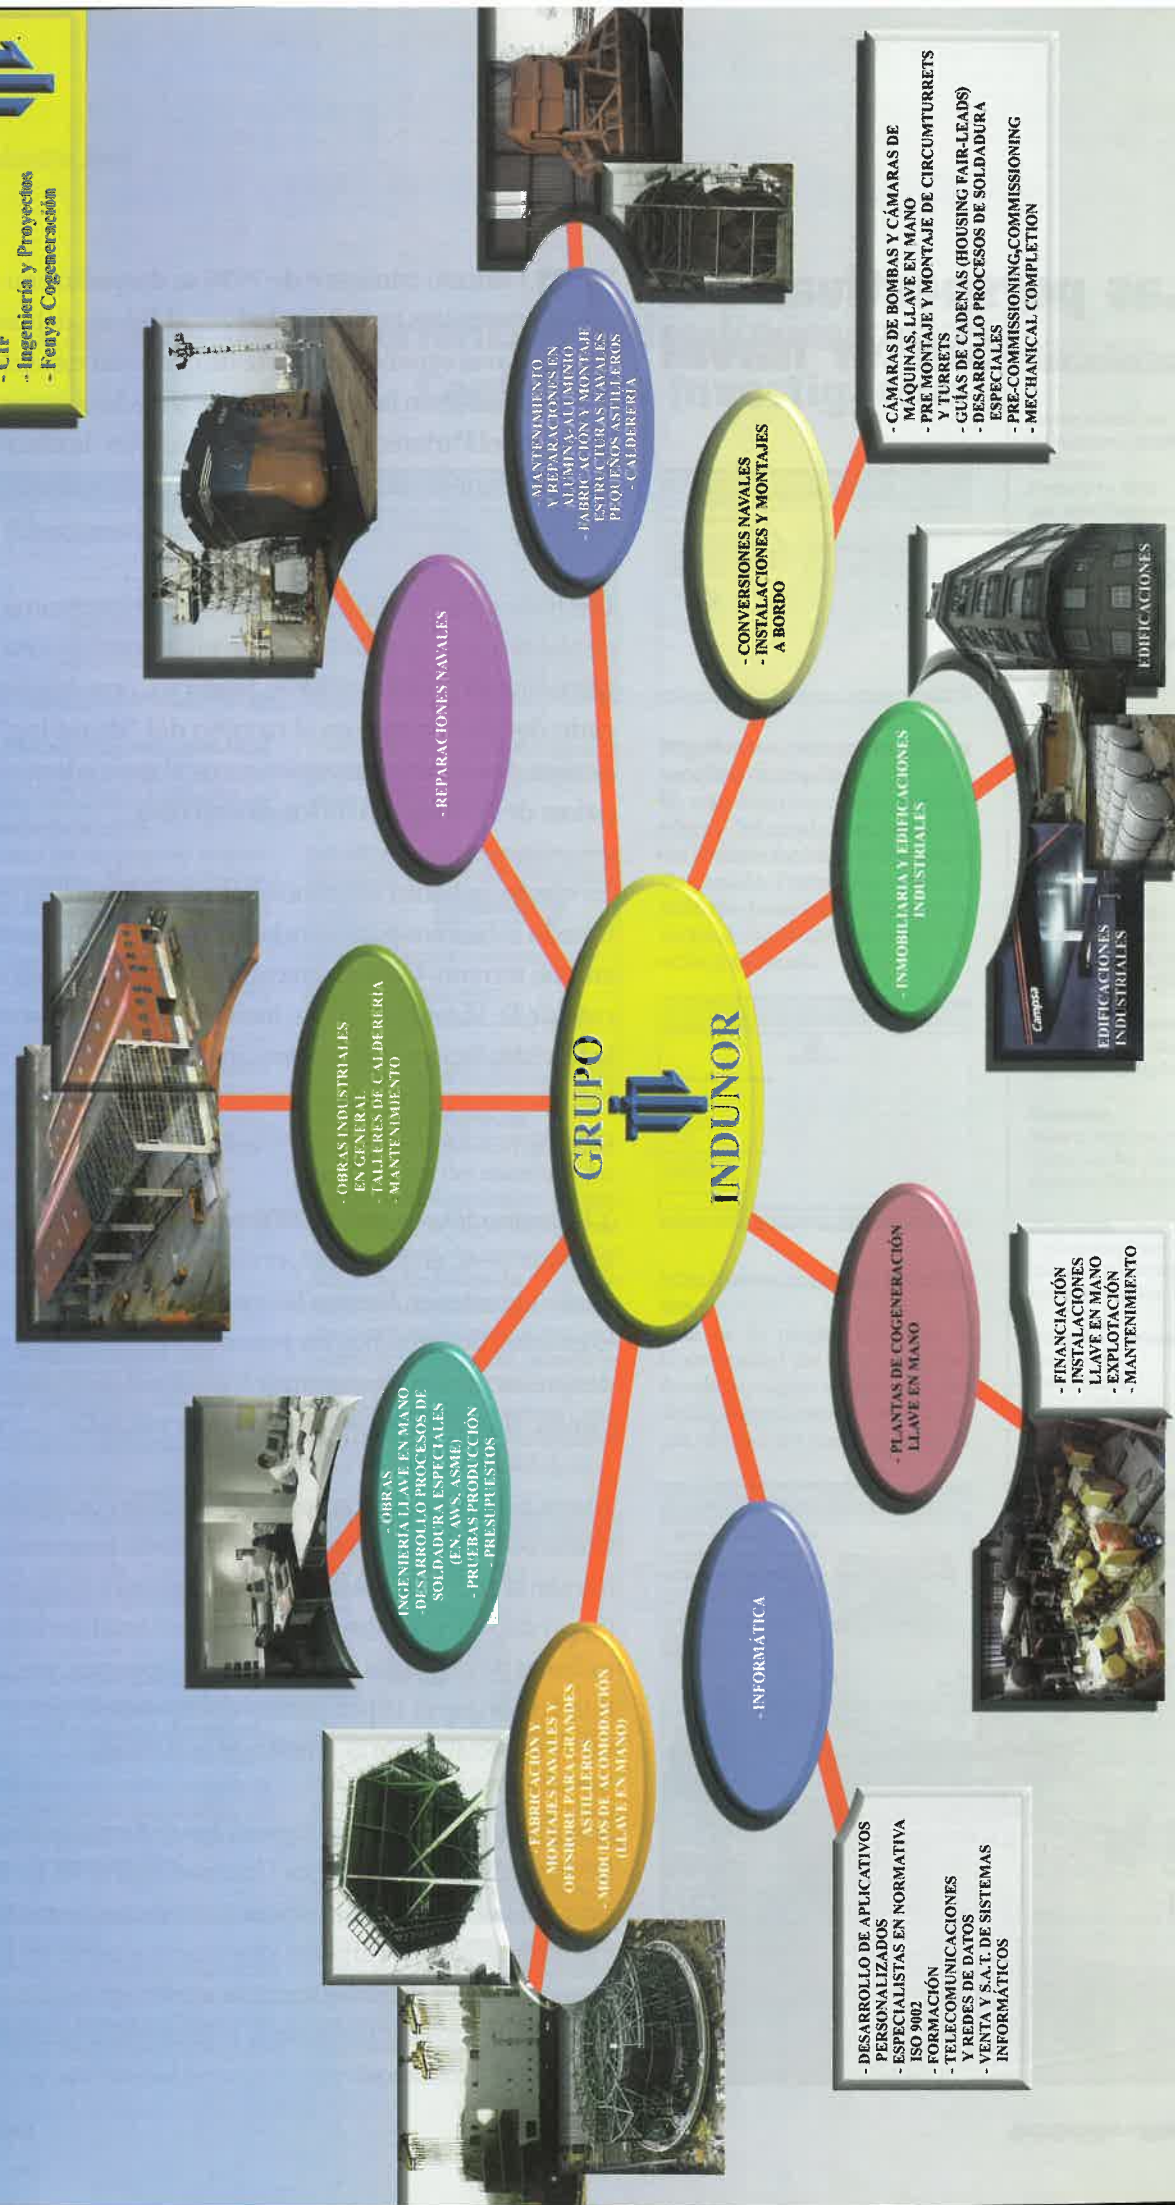 - CTP
- Ingeniería y Proyectos
- Fenya Cogeneración
GRUPO
INDUNOR
- OBRAS INDUSTRIALES
EN GENERAL
- TALLERES DE CALDERERÍA
- MANTENIMIENTO
- REPARACIONES NAVALES
- MANTENIMIENTO
Y REPARACIONES EN
ALUMINA-ALUMINIO
- FABRICACIÓN Y MONTAJE
ESTRUCTURAS NAVALES
PEQUEÑOS ASTILLEROS
- CALDERERÍA
- CONVERSIONES NAVALES
- INSTALACIONES Y MONTAJES
A BORDO
- CÁMARAS DE BOMBAS Y CÁMARAS DE
MÁQUINAS, LLAVE EN MANO
- PRE MONTAJE Y MONTAJE DE CIRCUMTURRETS
Y TURRETS
- GUÍAS DE CADENAS (HOUSING FAIR-LEADS)
- DESARROLLO PROCESOS DE SOLDADURA
ESPECIALES
- PRE-COMMISSIONING,COMMISSIONING
- MECHANICAL COMPLETION
- INMOBILIARIA Y EDIFICACIONES
INDUSTRIALES
EDIFICACIONES
Campsa
EDIFICACIONES
INDUSTRIALES
- PLANTAS DE COGENERACIÓN
LLAVE EN MANO
- FINANCIACIÓN
- INSTALACIONES
LLAVE EN MANO
- EXPLOTACIÓN
- MANTENIMIENTO
- INFORMÁTICA
- DESARROLLO DE APLICATIVOS
PERSONALIZADOS
- ESPECIALISTAS EN NORMATIVA
ISO 9002
- FORMACIÓN
- TELECOMUNICACIONES
Y REDES DE DATOS
- VENTA Y S.A.T. DE SISTEMAS
INFORMÁTICOS
- FABRICACIÓN Y
MONTAJES NAVALES Y
OFFSHORE PARA GRANDES
ASTILLEROS
- MÓDULOS DE ACOMODACIÓN
(LLAVE EN MANO)
- OBRAS
INGENIERÍA LLAVE EN MANO
-DESARROLLO PROCESOS DE
SOLDADURA ESPECIALES
(EN. AWS. ASME)
- PRUEBAS PRODUCCIÓN
- PRESUPUESTOS